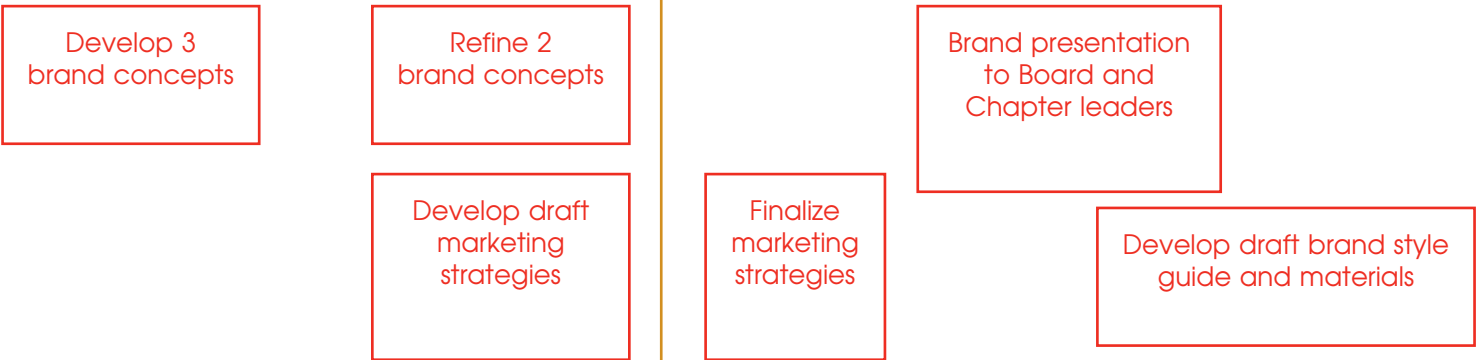 Develop 3
brand concepts
Refine 2
brand concepts
Brand presentation
to Board and
Chapter leaders
Develop draft
marketing
strategies
Finalize
marketing
strategies
Develop draft brand style
guide and materials